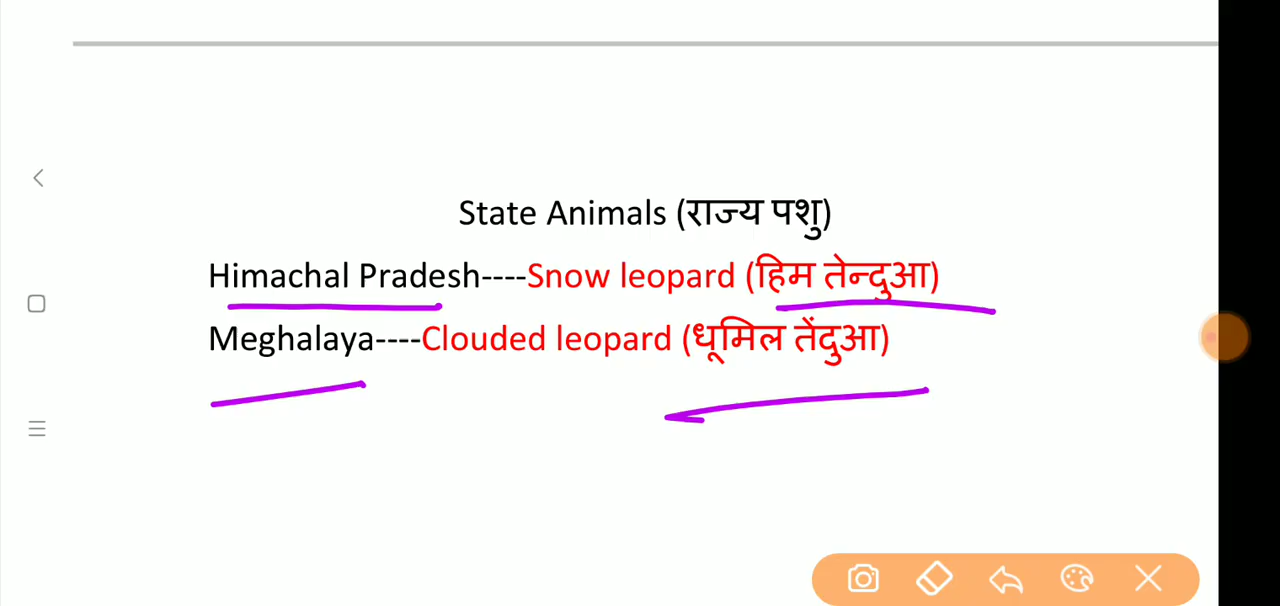 State Animals (राज्य पशु)
Himachal Pradesh----Snow leopard (हिम तेन्दुआ)
Meghalaya----Clouded leopard (धूमिल तेंदुआ)